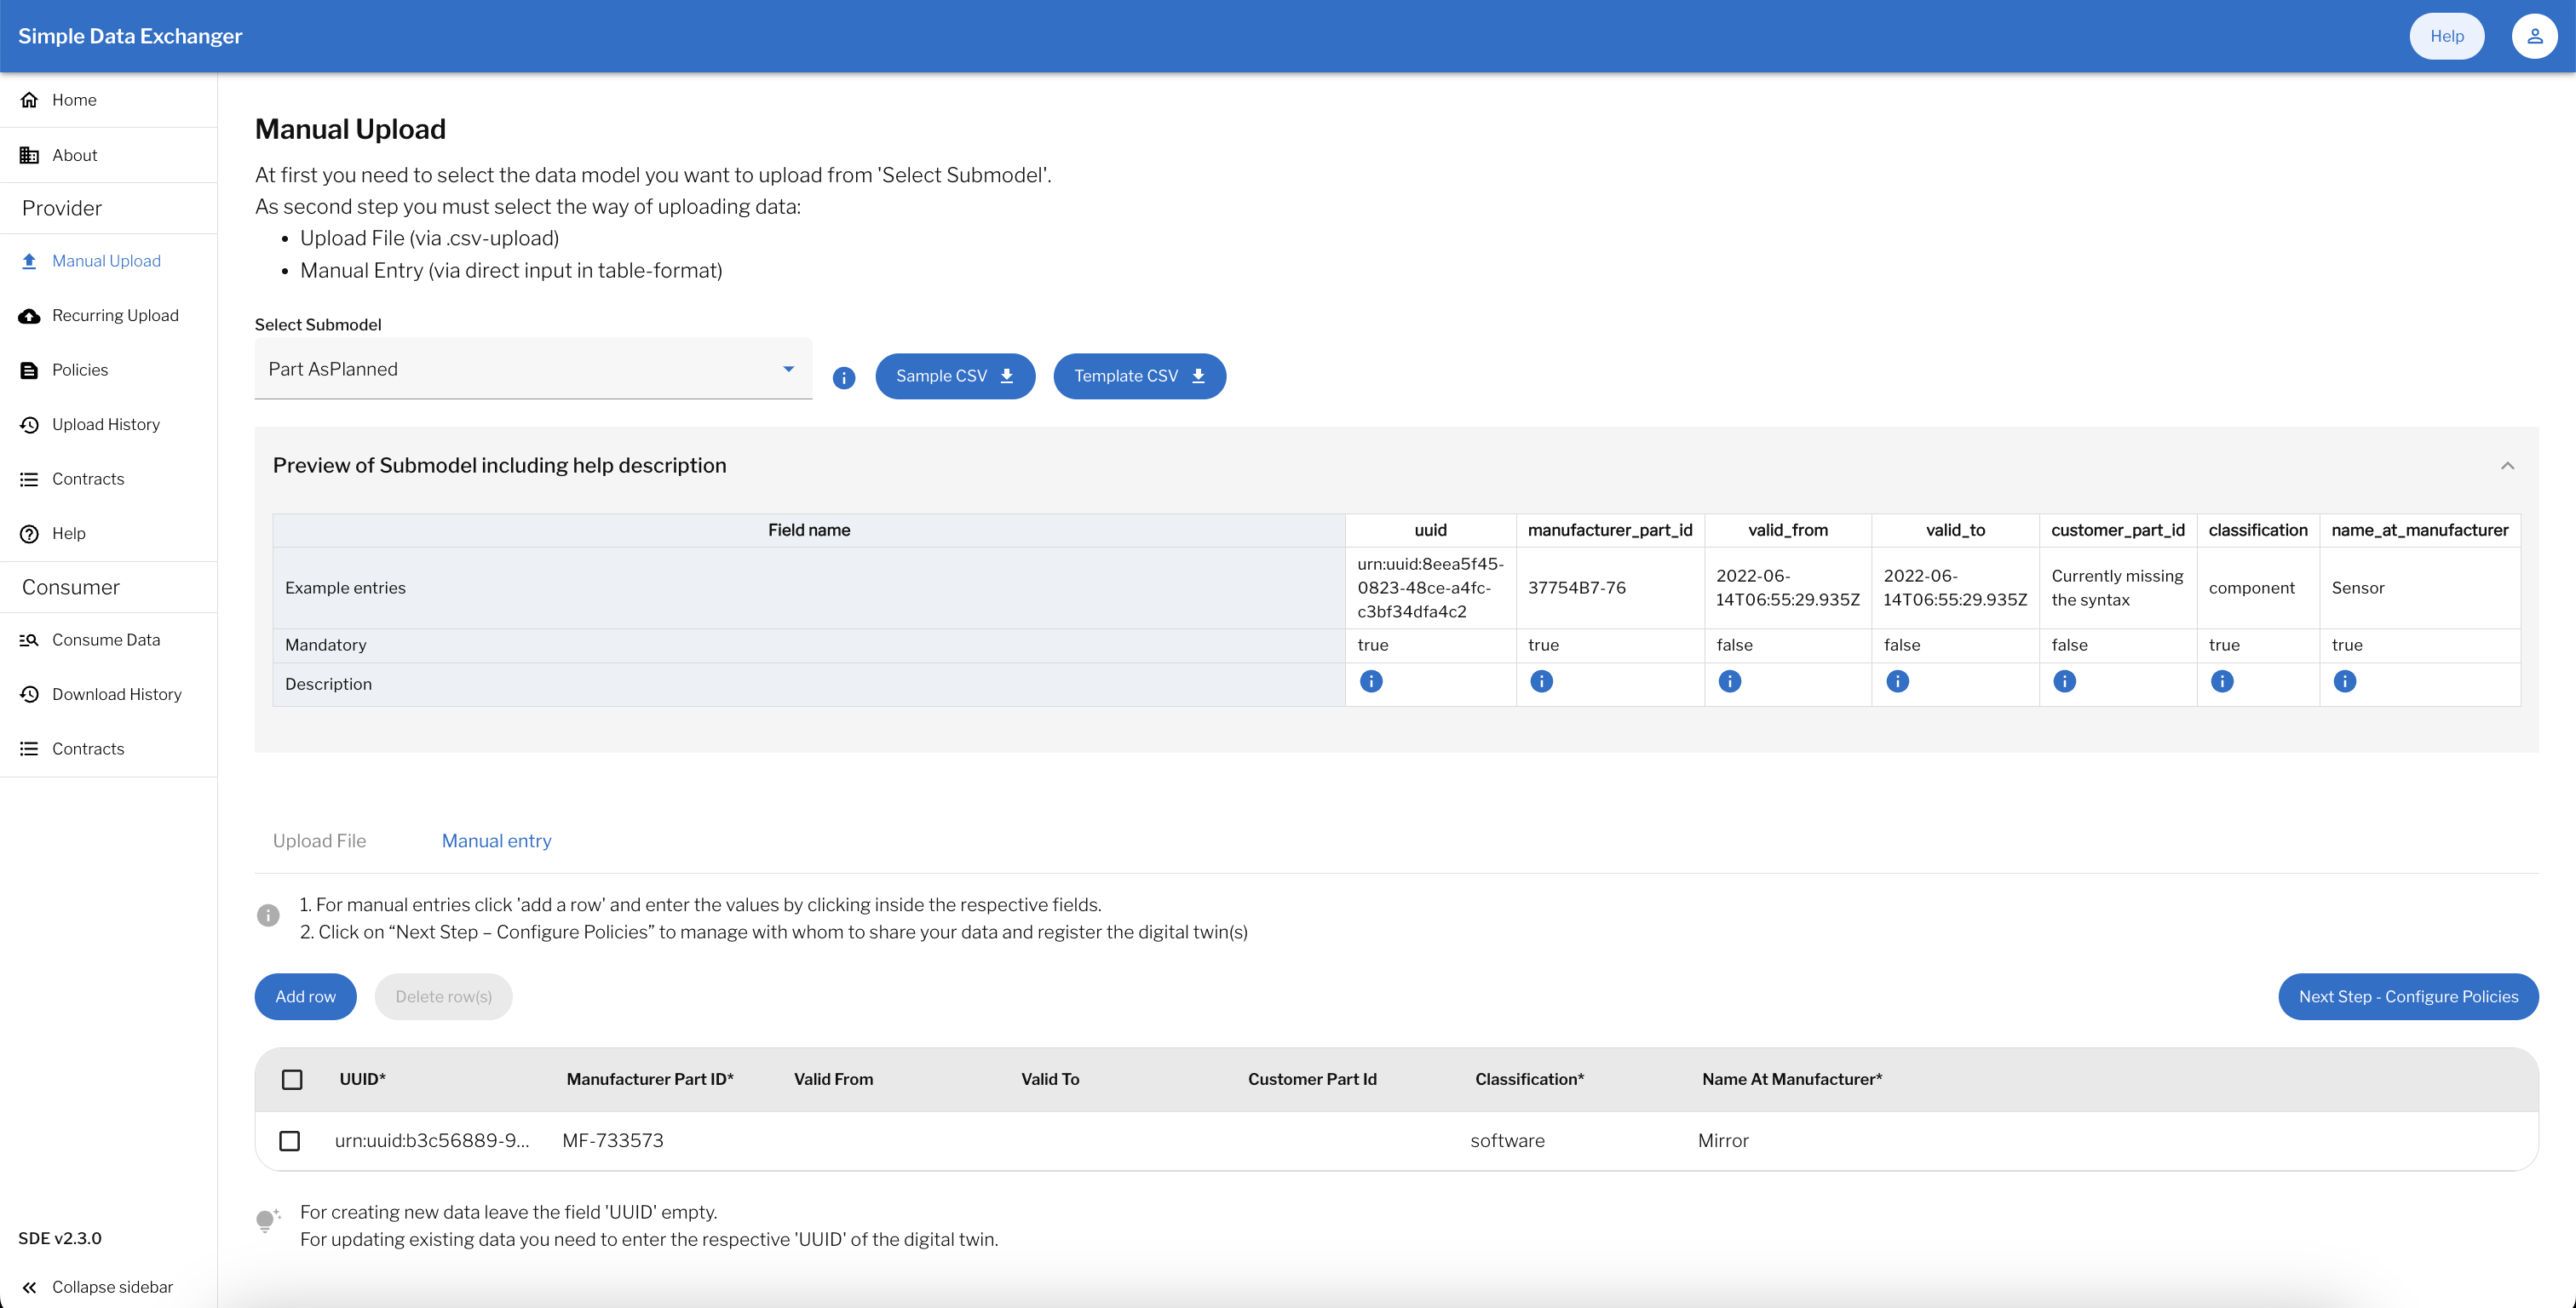 Simple Data Exchanger
Help
Home
About
Provider
Manual Upload
Recurring Upload
Policies
Upload History
Contracts
Help
Consumer
Consume Data
Download History
Contracts
SDE v2.3.0
Collapse sidebar
Manual Upload
At first you need to select the data model you want to upload from 'Select Submodel'.
As second step you must select the way of uploading data:
• Upload File (via .csv-upload)
• Manual Entry (via direct input in table-format)
Select Submodel
Part AsPlanned
Sample CSV
Template CSV
Preview of Submodel including help description
Field name uuid manufacturer_part_id valid_from valid_to customer_part_id classification name_at_manufacturer
Example entries urn:uuid:8eea5f45-0823-48ce-a4fc-c3bf34dfa4c2 37754B7-76 2022-06-14T06:55:29.935Z 2022-06-14T06:55:29.935Z Currently missing the syntax component Sensor
Mandatory true true false false false true true
Description
Upload File Manual entry
1. For manual entries click 'add a row' and enter the values by clicking inside the respective fields.
2. Click on “Next Step – Configure Policies” to manage with whom to share your data and register the digital twin(s)
Add row Delete row(s) Next Step - Configure Policies
UUID* Manufacturer Part ID* Valid From Valid To Customer Part Id Classification* Name At Manufacturer*
urn:uuid:b3c56889-9... MF-733573 software Mirror
For creating new data leave the field 'UUID' empty.
For updating existing data you need to enter the respective 'UUID' of the digital twin.